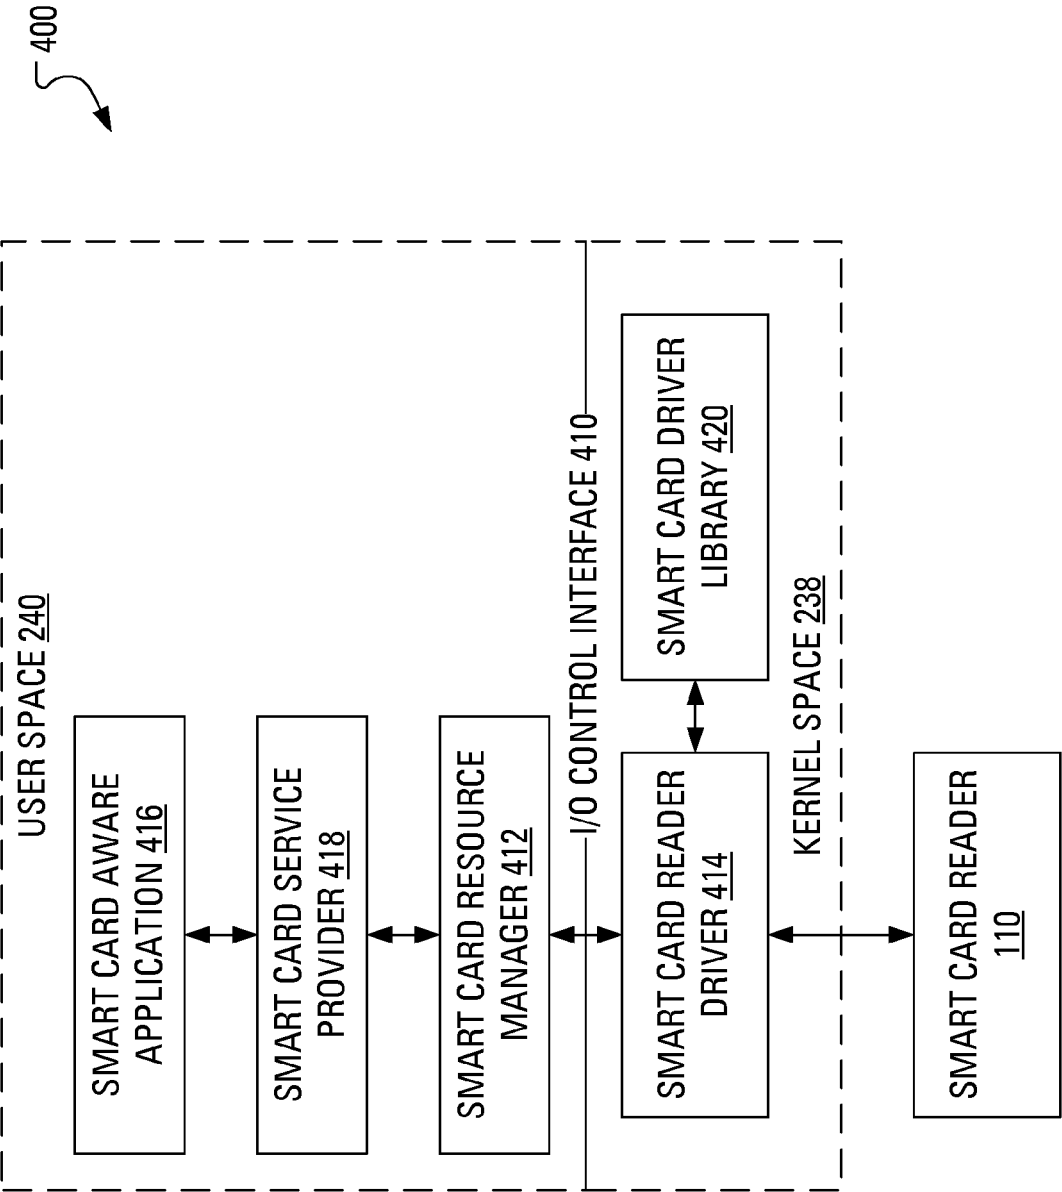 400
USER SPACE 240
SMART CARD AWARE
APPLICATION 416
SMART CARD SERVICE
PROVIDER 418
SMART CARD RESOURCE
MANAGER 412
I/O CONTROL INTERFACE 410
SMART CARD READER
DRIVER 414
SMART CARD DRIVER
LIBRARY 420
KERNEL SPACE 238
SMART CARD READER
110